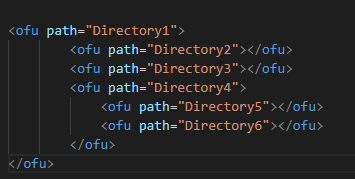 <ofu path="Directory1">
<ofu path="Directory2"></ofu>
<ofu path="Directory3"></ofu>
<ofu path="Directory4">
<ofu path="Directory5"></ofu>
<ofu path="Directory6"></ofu>
</ofu>
</ofu>